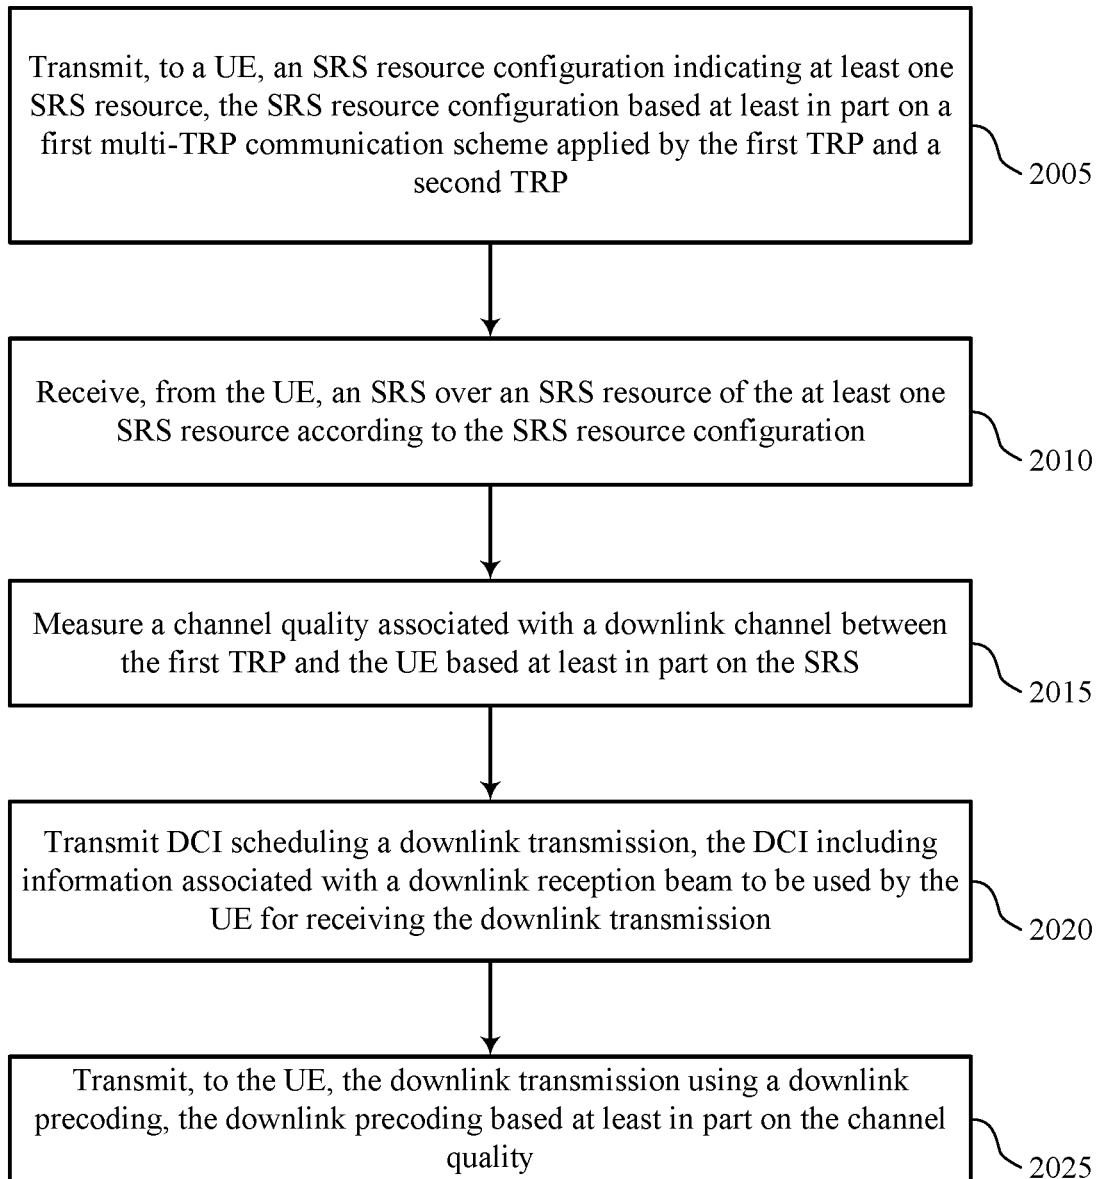 Transmit, to a UE, an SRS resource configuration indicating at least one
SRS resource, the SRS resource configuration based at least in part on a
first multi-TRP communication scheme applied by the first TRP and a
second TRP
2005
Receive, from the UE, an SRS over an SRS resource of the at least one
SRS resource according to the SRS resource configuration
2010
Measure a channel quality associated with a downlink channel between
the first TRP and the UE based at least in part on the SRS
2015
Transmit DCI scheduling a downlink transmission, the DCI including
information associated with a downlink reception beam to be used by the
UE for receiving the downlink transmission
2020
Transmit, to the UE, the downlink transmission using a downlink
precoding, the downlink precoding based at least in part on the channel
quality
2025